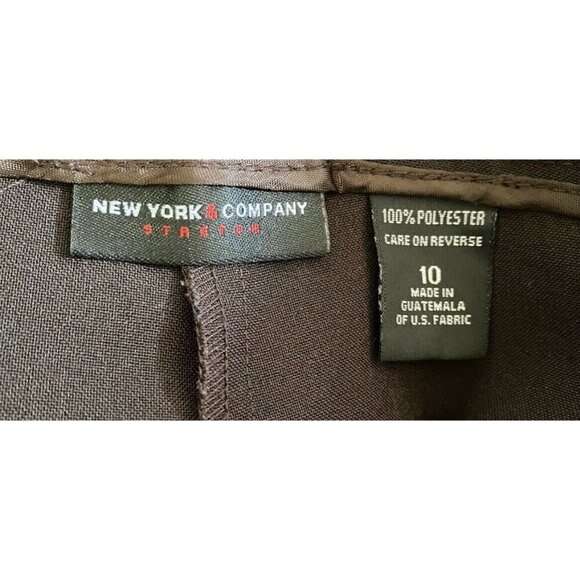 NEW YORK & COMPANY
STRETCH
100% POLYESTER
CARE ON REVERSE
10
MADE IN
GUATEMALA
OF U.S. FABRIC